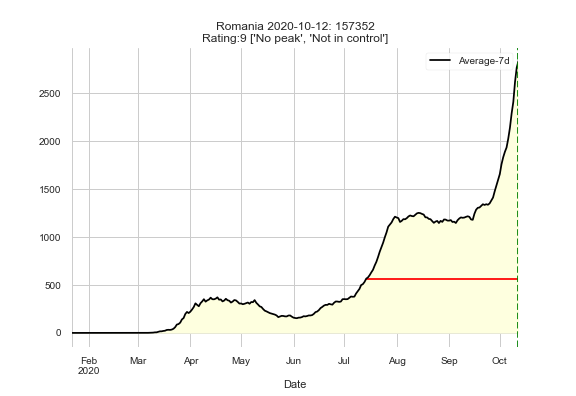 Romania 2020-10-12: 157352
Rating:9 ['No peak', 'Not in control']
Average-7d
2500
2000
1500
1000
500
0
Feb Mar Apr May Jun Jul Aug Sep Oct
2020
Date